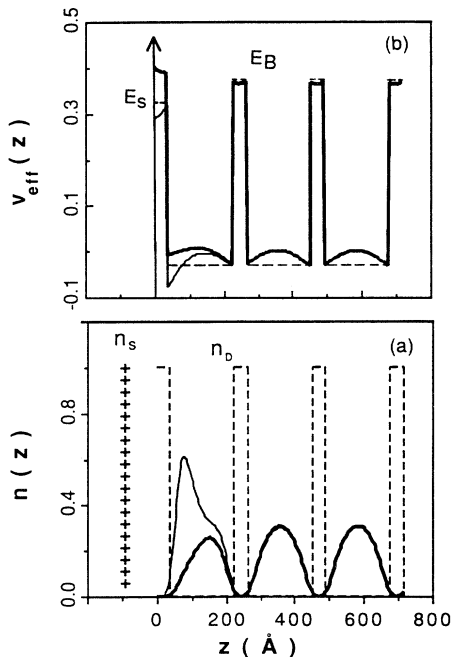 0.5
(b)
E_B
E_S
0.3
v_eff ( z )
0.1
-0.1
n_S
n_D
(a)
0.8
n ( z )
0.4
0.0
0 200 400 600 800
z ( Å )